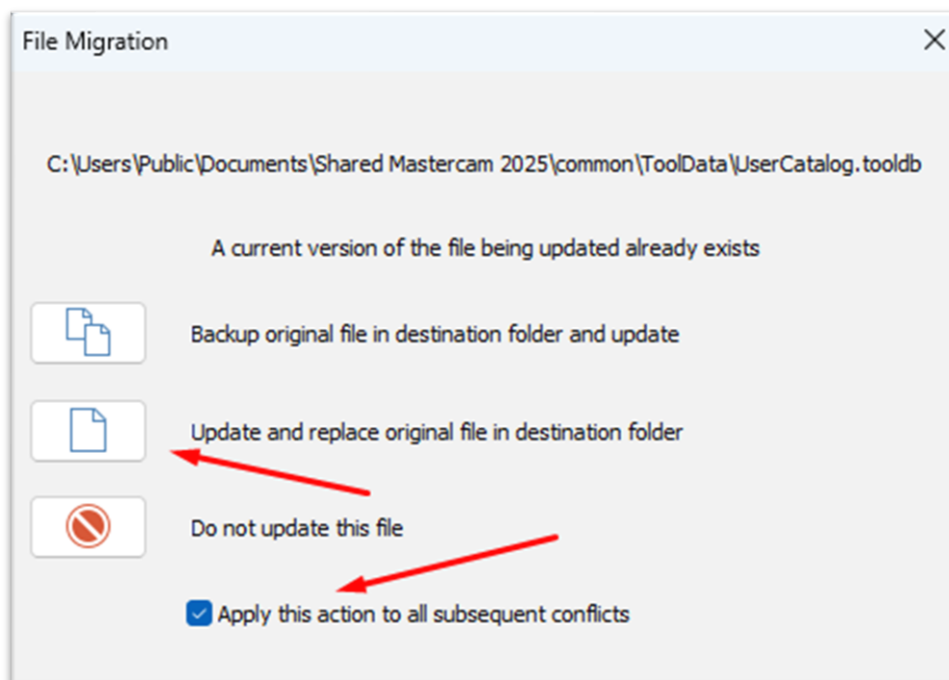 File Migration
C:\Users\Public\Documents\Shared Mastercam 2025\common\ToolData\UserCatalog.tooldb
A current version of the file being updated already exists
Backup original file in destination folder and update
Update and replace original file in destination folder
Do not update this file
Apply this action to all subsequent conflicts